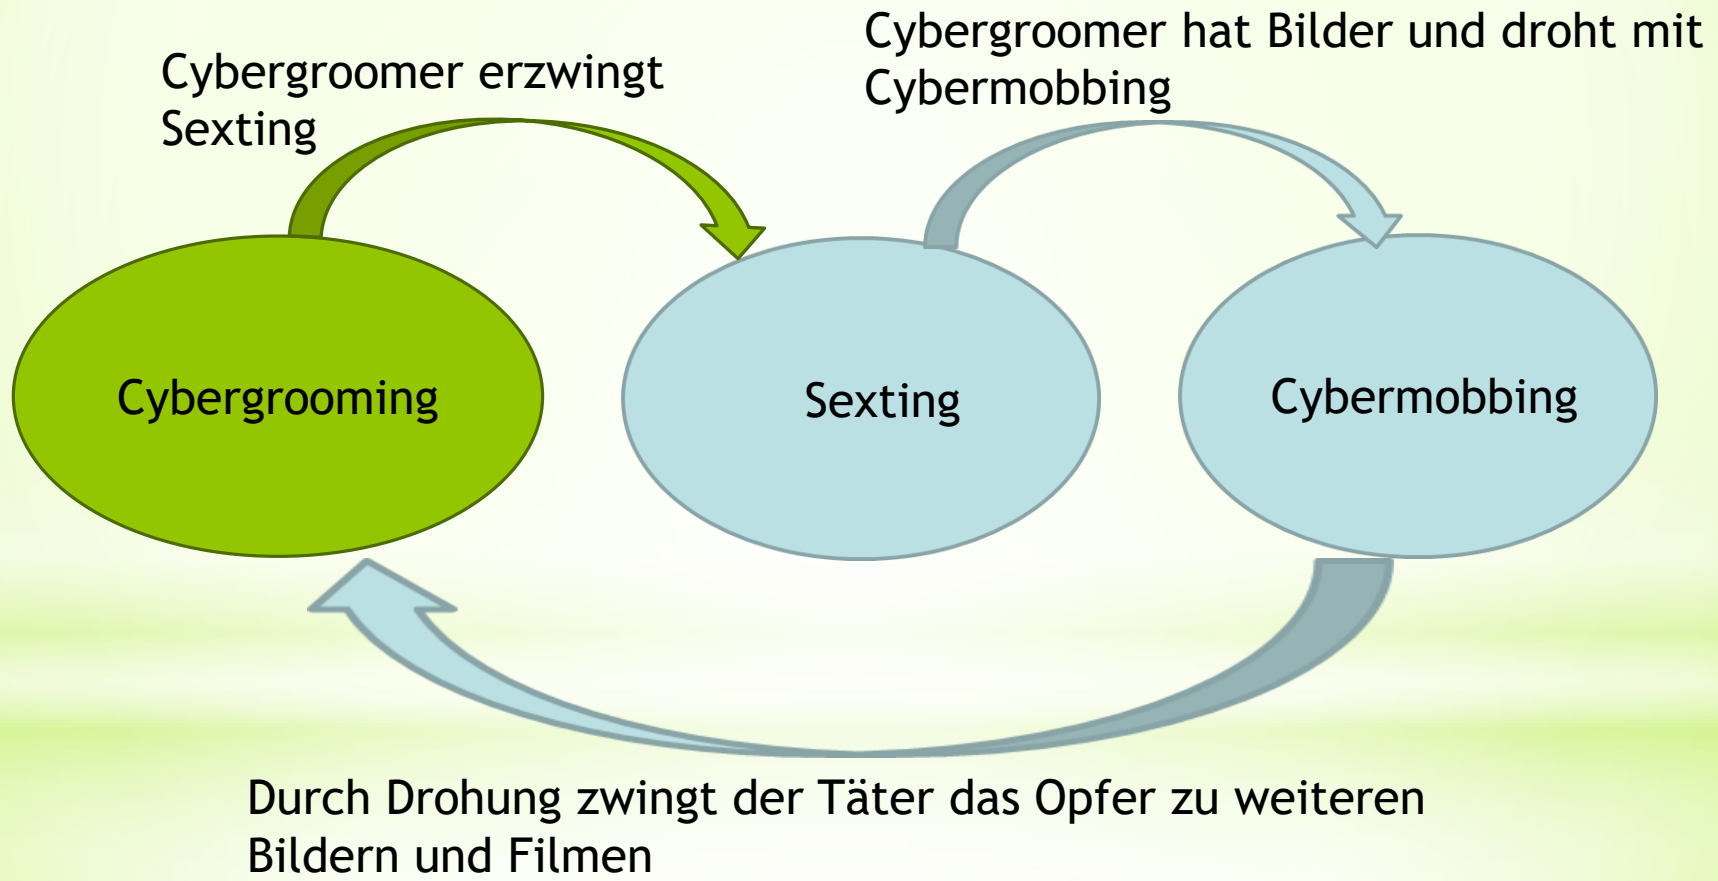 Cybergroomer erzwingt
Sexting
Cybergroomer hat Bilder und droht mit
Cybermobbing
Cybergrooming
Sexting
Cybermobbing
Durch Drohung zwingt der Täter das Opfer zu weiteren
Bildern und Filmen